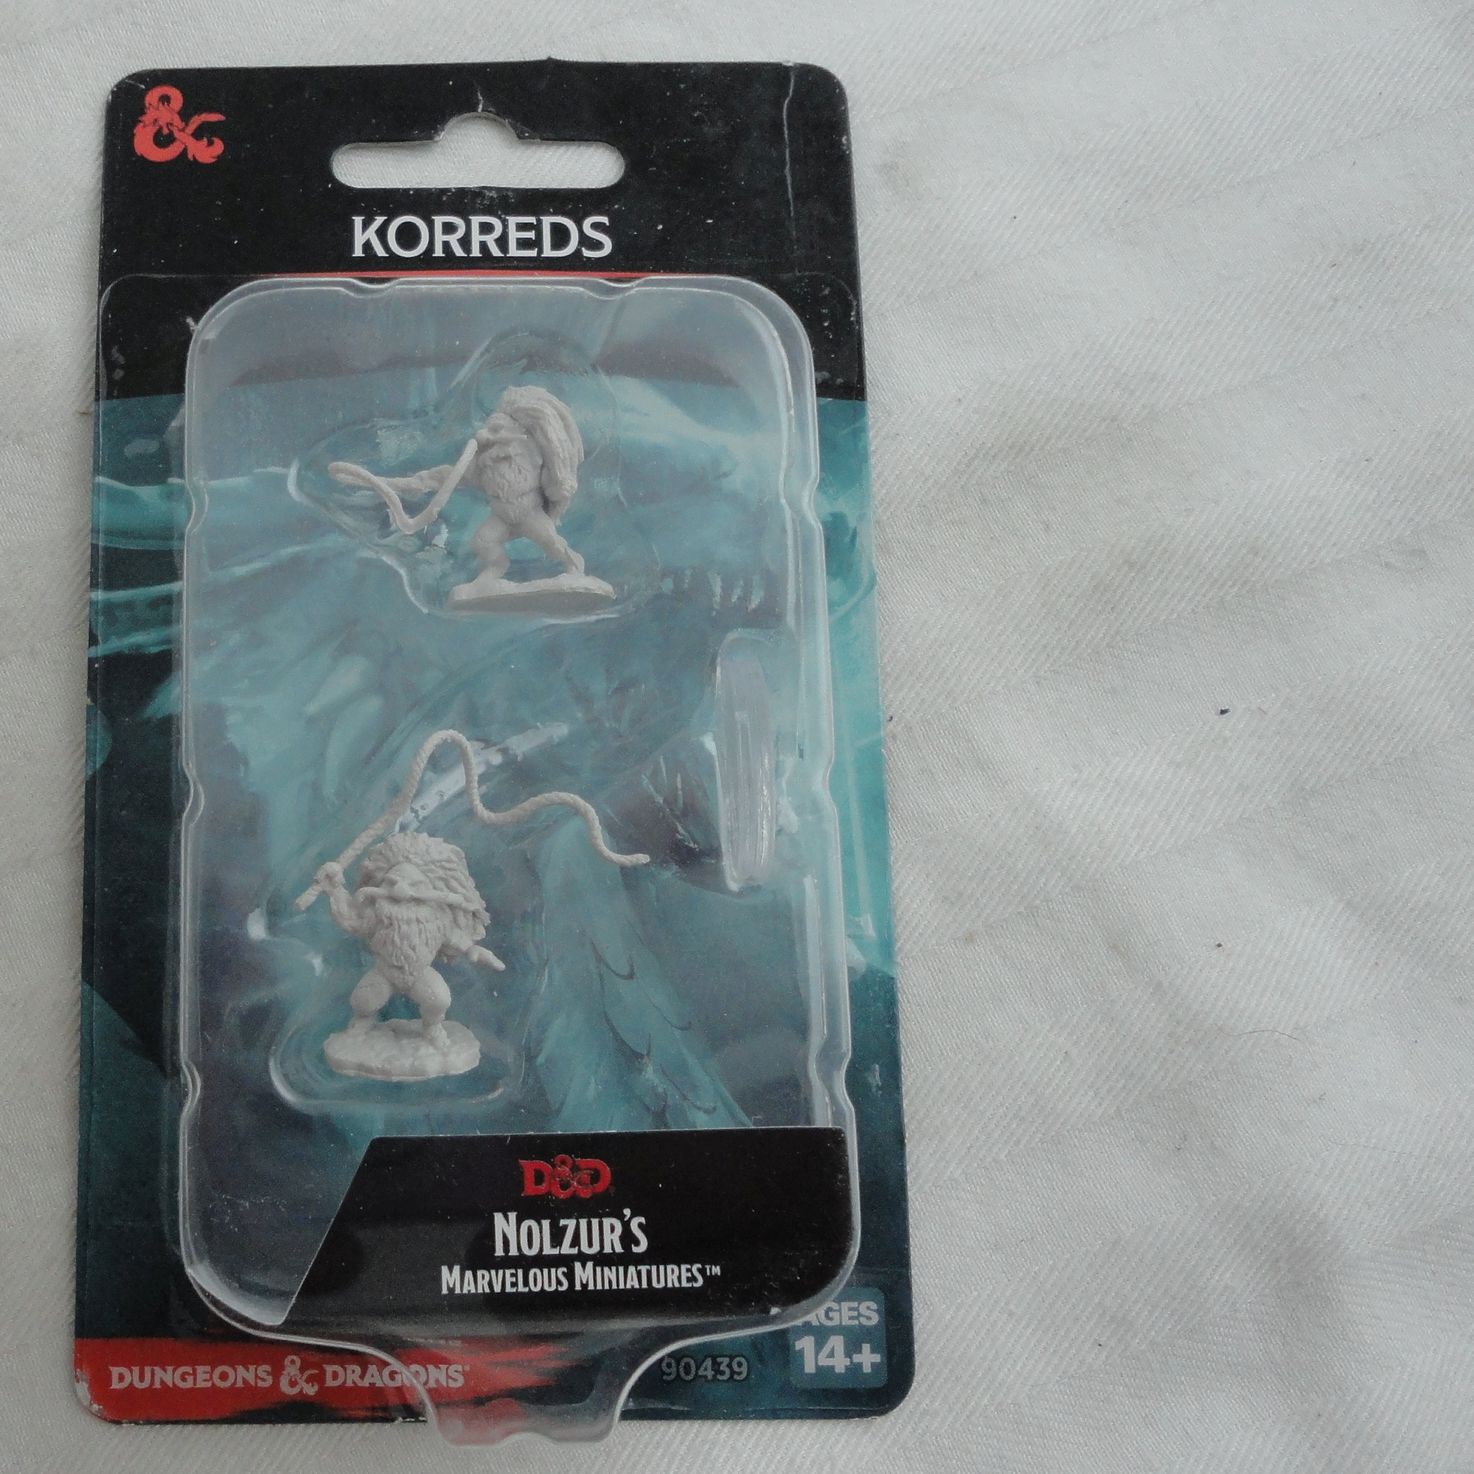 &
KORREDS
D&D
NOLZUR'S
MARVELOUS MINIATURES™
DUNGEONS & DRAGONS®
90439
AGES
14+